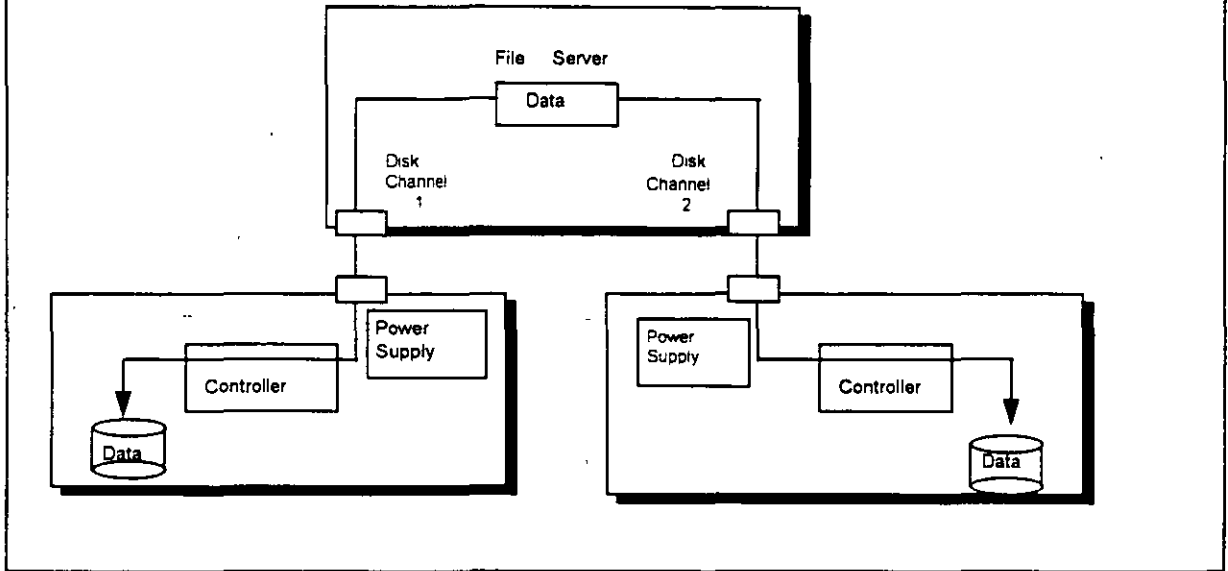 File Server
Data
Disk
Channel
1
Disk
Channel
2
Power
Supply
Controller
Data
Power
Supply
Controller
Data